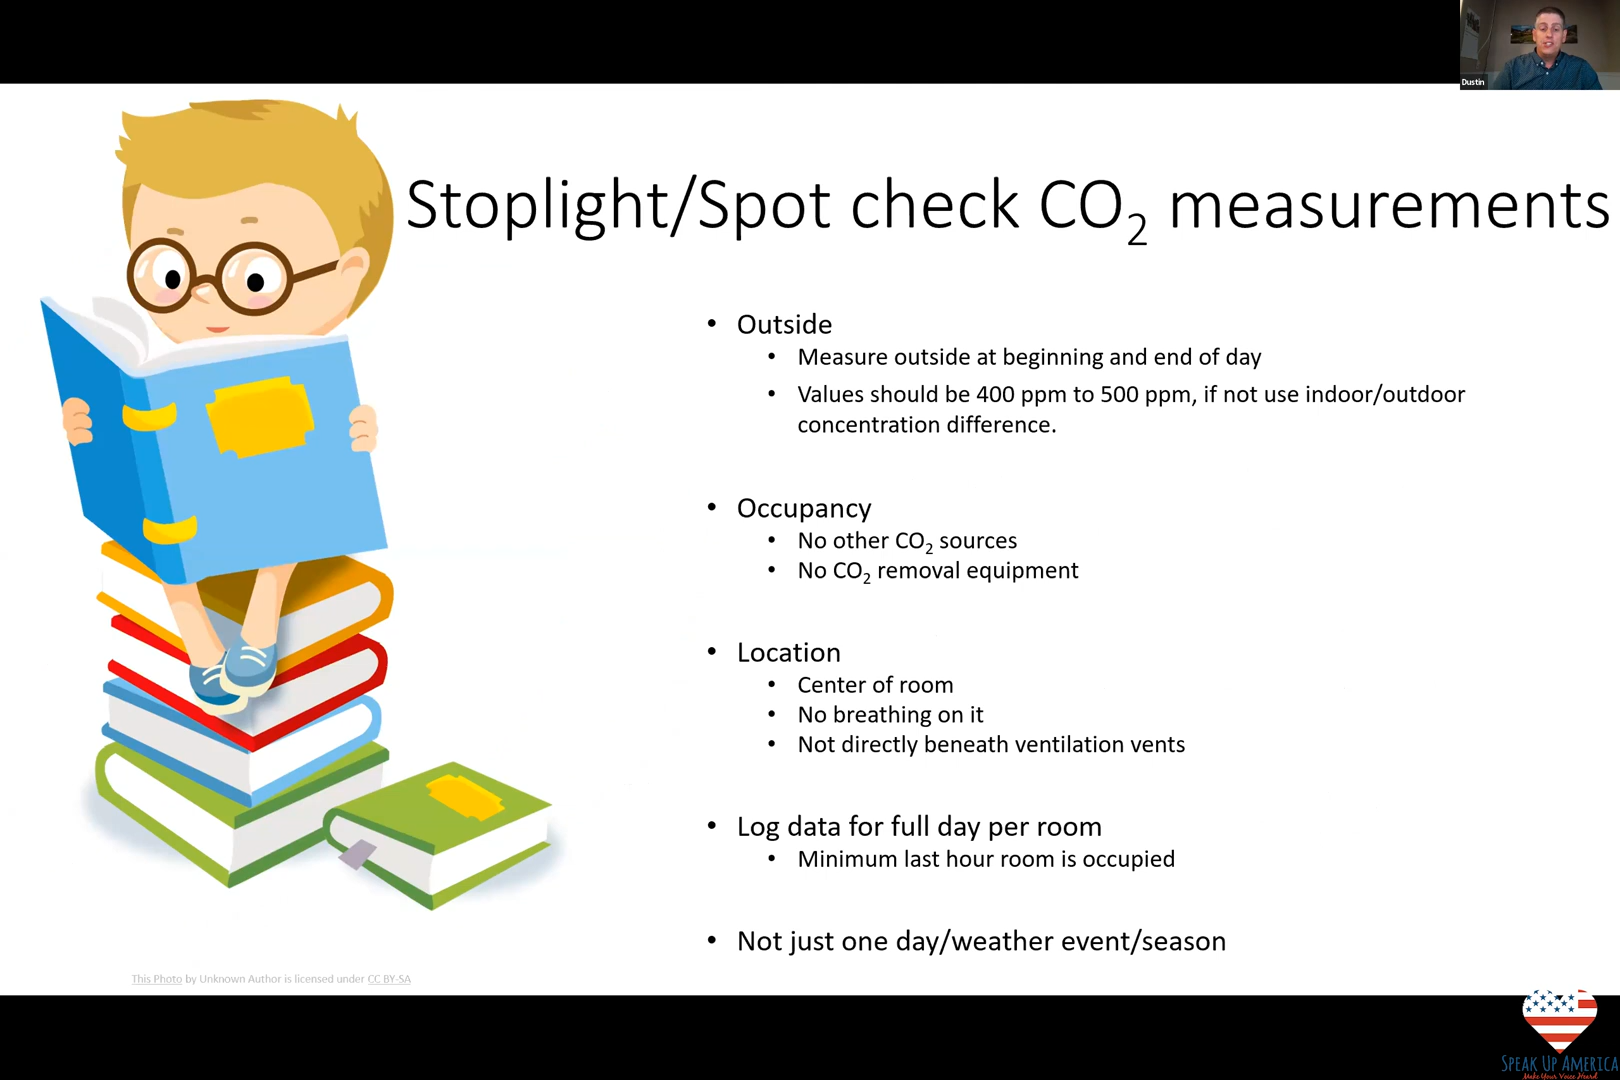 Dustin
Stoplight/Spot check CO₂ measurements
• Outside
• Measure outside at beginning and end of day
• Values should be 400 ppm to 500 ppm, if not use indoor/outdoor
concentration difference.
• Occupancy
• No other CO₂ sources
• No CO₂ removal equipment
• Location
• Center of room
• No breathing on it
• Not directly beneath ventilation vents
• Log data for full day per room
• Minimum last hour room is occupied
• Not just one day/weather event/season
This Photo by Unknown Author is licensed under CC BY-SA
SPEAK UP AMERICA
Make Your Voice Heard